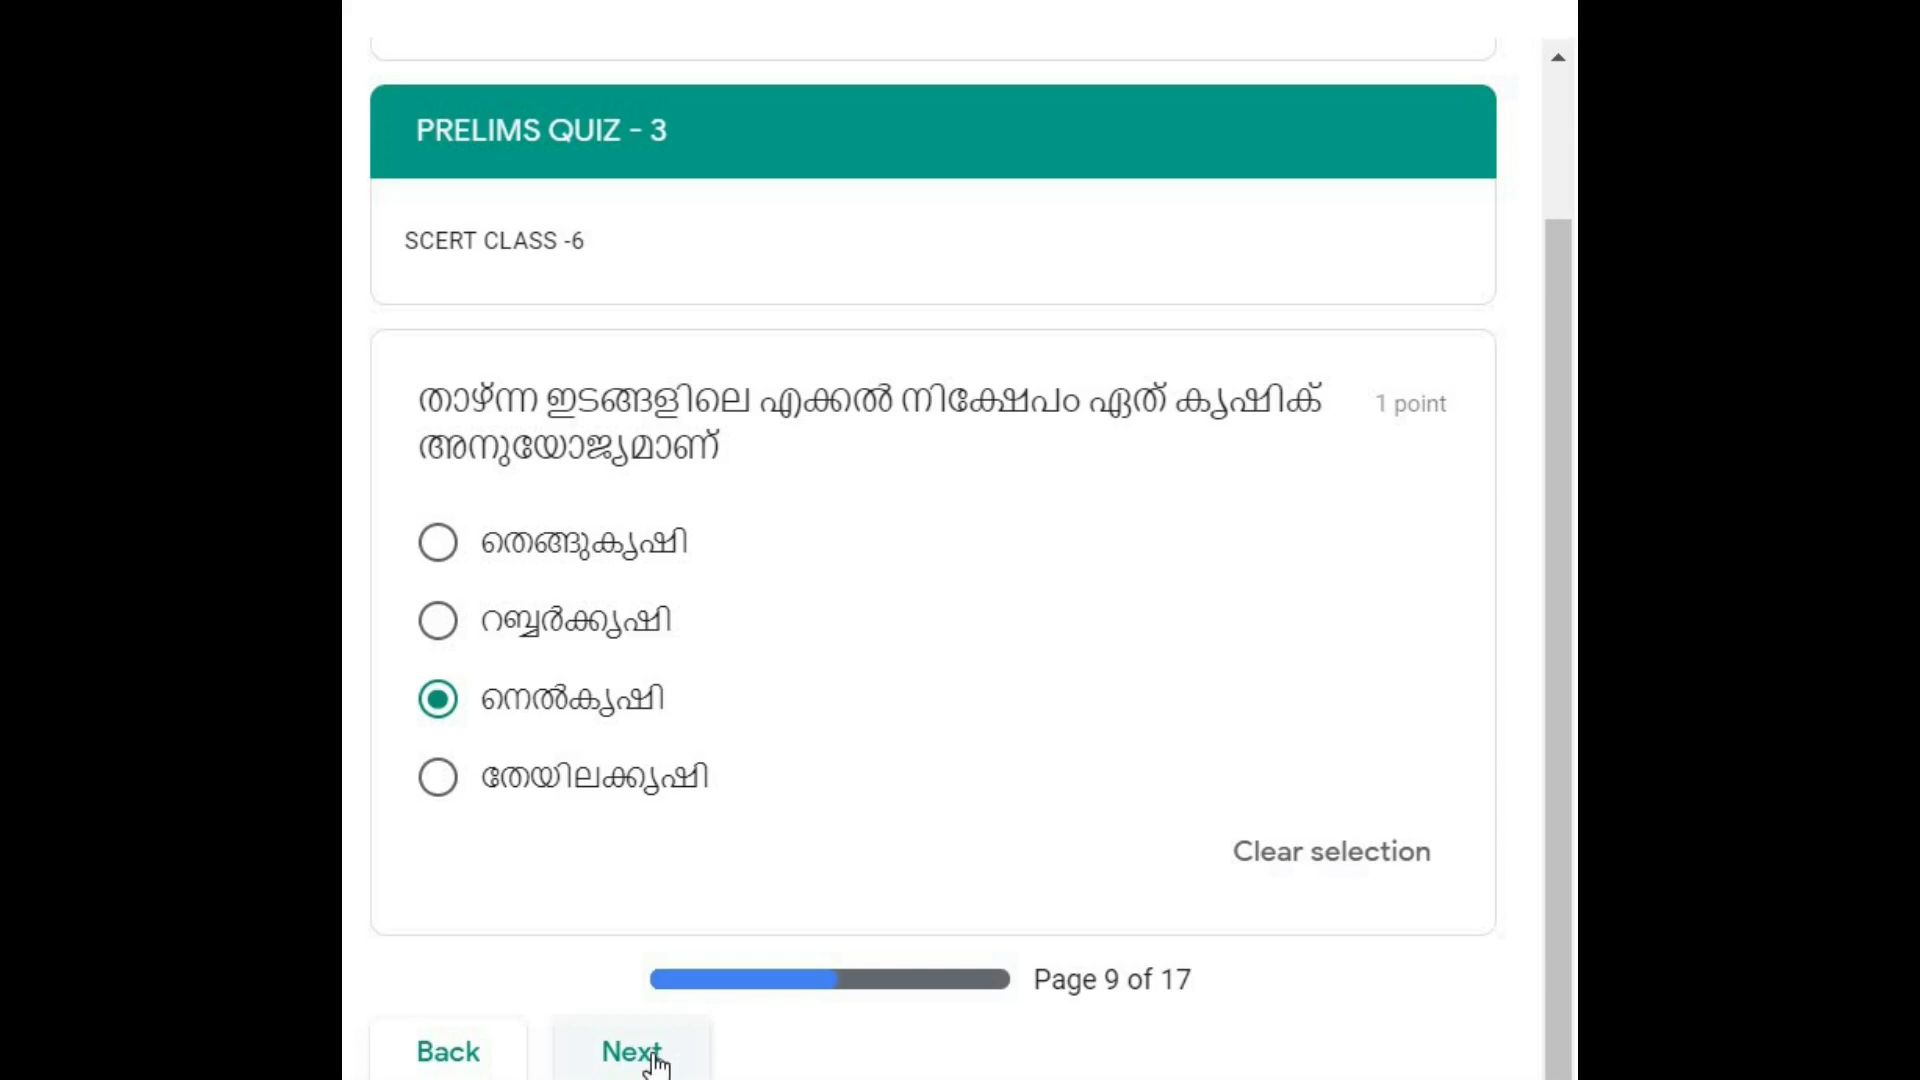 PRELIMS QUIZ - 3
SCERT CLASS -6
താഴ്ന്ന ഇടങ്ങളിലെ എക്കൽ നിക്ഷേപം ഏത് കൃഷിക് 1 point
അനുയോജ്യമാണ്
തെങ്ങുകൃഷി
റബ്ബർക്കൃഷി
നെൽകൃഷി
തേയിലക്കൃഷി
Clear selection
Page 9 of 17
Back Next